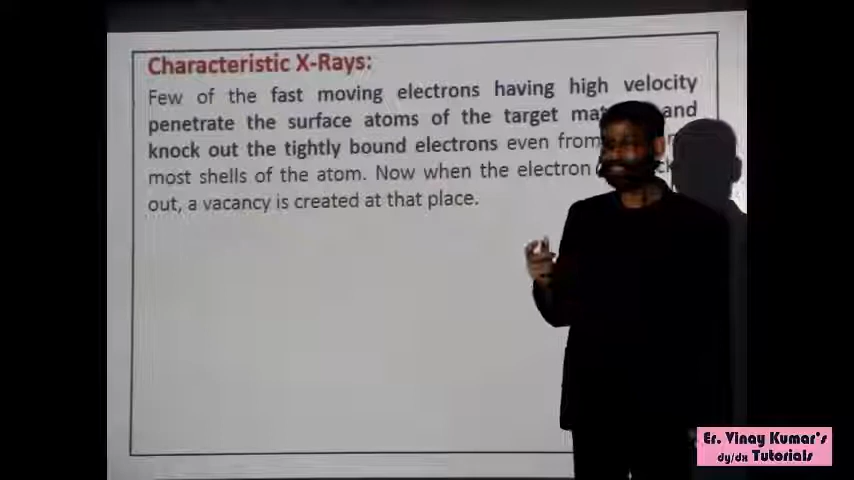 Characteristic X-Rays:
Few of the fast moving electrons having high velocity
penetrate the surface atoms of the target and
knock out the tightly bound electrons even from
most shells of the atom. Now when the electron
out, a vacancy is created at that place.
Er. Vinay Kumar's
dy/dx Tutorials